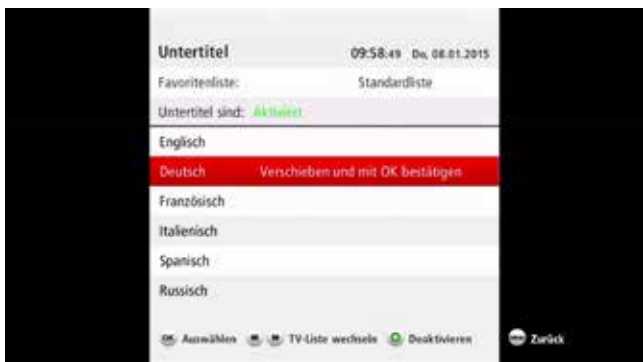 Untertitel 09:58:49 Do, 08.01.2015
Favoritenliste: Standardliste
Untertitel sind: Aktiviert
Englisch
Deutsch Verschieben und mit OK bestätigen
Französisch
Italienisch
Spanisch
Russisch
OK Auswählen TV-Liste wechseln Deaktivieren Zurück